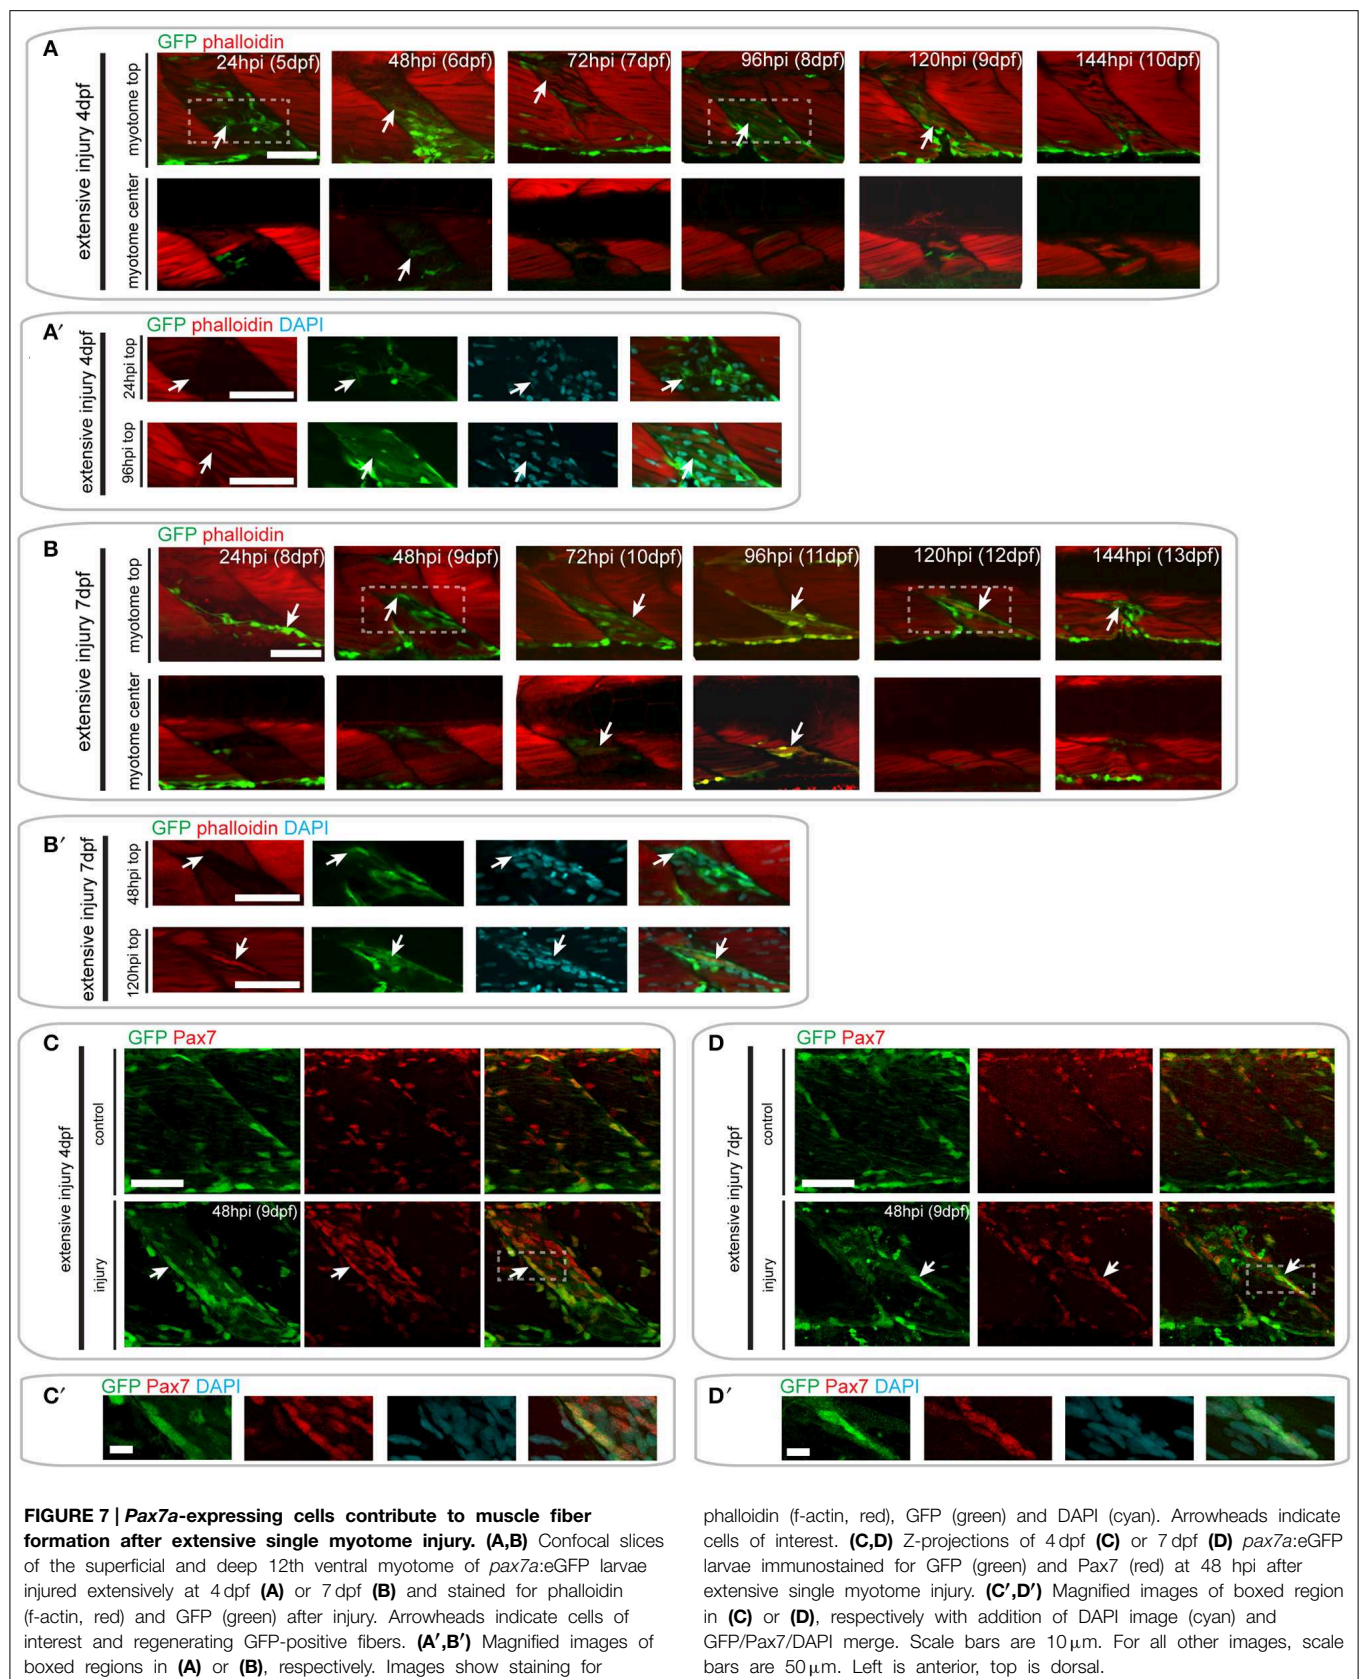 A
GFP phalloidin
extensive injury 4dpf
myotome top
24hpi (5dpf)
48hpi (6dpf)
72hpi (7dpf)
96hpi (8dpf)
120hpi (9dpf)
144hpi (10dpf)
myotome center
A′
GFP phalloidin DAPI
extensive injury 4dpf
24hpi top
96hpi top
B
GFP phalloidin
extensive injury 7dpf
myotome top
24hpi (8dpf)
48hpi (9dpf)
72hpi (10dpf)
96hpi (11dpf)
120hpi (12dpf)
144hpi (13dpf)
myotome center
B′
GFP phalloidin DAPI
extensive injury 7dpf
48hpi top
120hpi top
C
GFP Pax7
extensive injury 4dpf
control
injury
48hpi (9dpf)
D
GFP Pax7
extensive injury 7dpf
control
injury
48hpi (9dpf)
C′
GFP Pax7 DAPI
D′
GFP Pax7 DAPI
FIGURE 7 | Pax7a-expressing cells contribute to muscle fiber
formation after extensive single myotome injury. (A,B) Confocal slices
of the superficial and deep 12th ventral myotome of pax7a:eGFP larvae
injured extensively at 4 dpf (A) or 7 dpf (B) and stained for phalloidin
(f-actin, red) and GFP (green) after injury. Arrowheads indicate cells of
interest and regenerating GFP-positive fibers. (A′,B′) Magnified images of
boxed regions in (A) or (B), respectively. Images show staining for
phalloidin (f-actin, red), GFP (green) and DAPI (cyan). Arrowheads indicate
cells of interest. (C,D) Z-projections of 4 dpf (C) or 7 dpf (D) pax7a:eGFP
larvae immunostained for GFP (green) and Pax7 (red) at 48 hpi after
extensive single myotome injury. (C′,D′) Magnified images of boxed region
in (C) or (D), respectively with addition of DAPI image (cyan) and
GFP/Pax7/DAPI merge. Scale bars are 10 μm. For all other images, scale
bars are 50 μm. Left is anterior, top is dorsal.